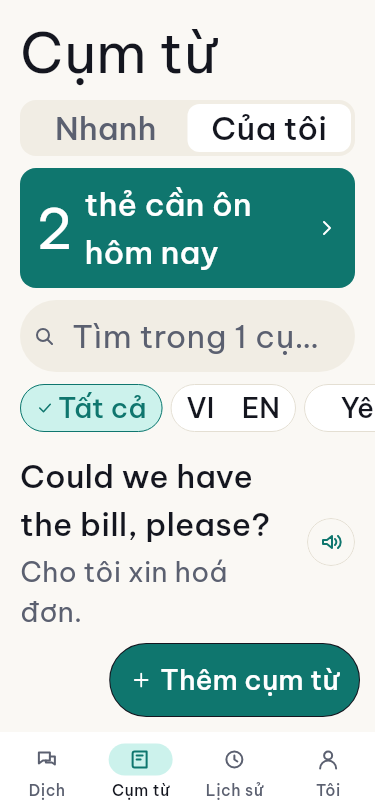 Cụm từ
Nhanh
Của tôi
2
thẻ cần ôn
hôm nay
Tìm trong 1 cụ...
Tất cả
VI EN
Yê
Could we have
the bill, please?
Cho tôi xin hoá
đơn.
+ Thêm cụm từ
Dịch
Cụm từ
Lịch sử
Tôi